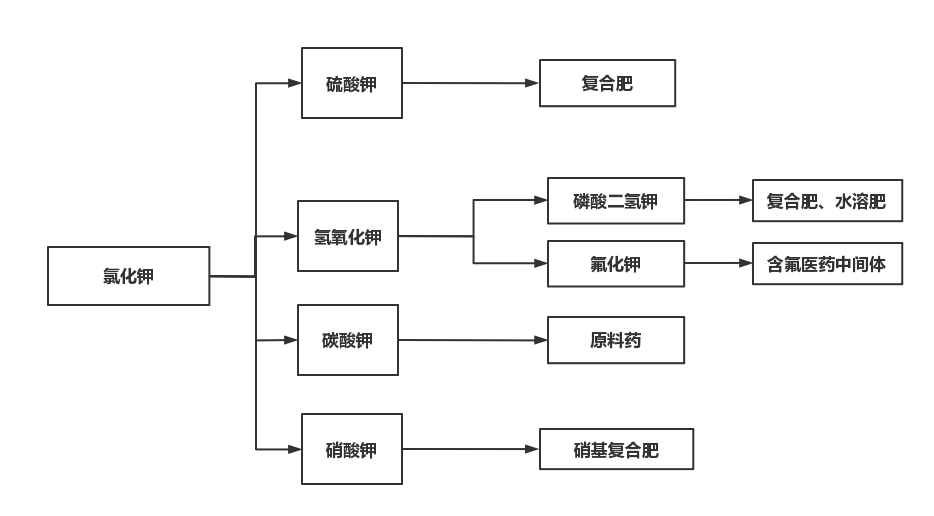 硫酸钾
复合肥
磷酸二氢钾
复合肥、水溶肥
氢氧化钾
氟化钾
含氟医药中间体
氯化钾
碳酸钾
原料药
硝酸钾
硝基复合肥